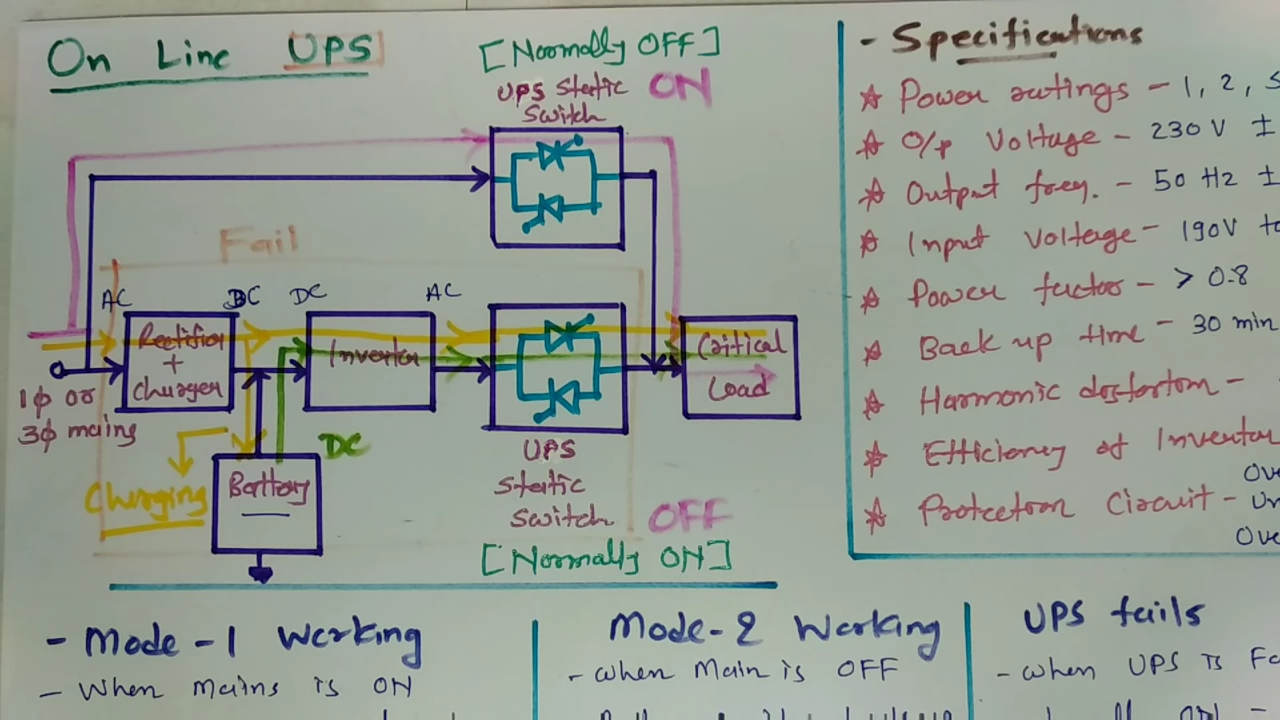 On Line UPS
[Normally OFF]
UPS Static
Switch
ON
Fail
AC
DC
DC
AC
Rectifier
+
Charger
Inverter
Critical
Load
1φ or
3φ mains
Charging
Battery
DC
UPS
Static
Switch
OFF
[Normally ON]
- Specifications
☆ Power ratings - 1, 2,
☆ O/p Voltage - 230 V ±
☆ Output freq. - 50 Hz ±
☆ Input Voltage - 190V to
☆ Power factor - > 0.8
☆ Back up time - 30 min
☆ Harmonic distortion -
☆ Efficiency of Inverter
☆ Protection Circuit -
- Mode - 1 Working
- When mains is ON
Mode - 2 Working
- When Main is OFF
UPS fails
- When UPS is